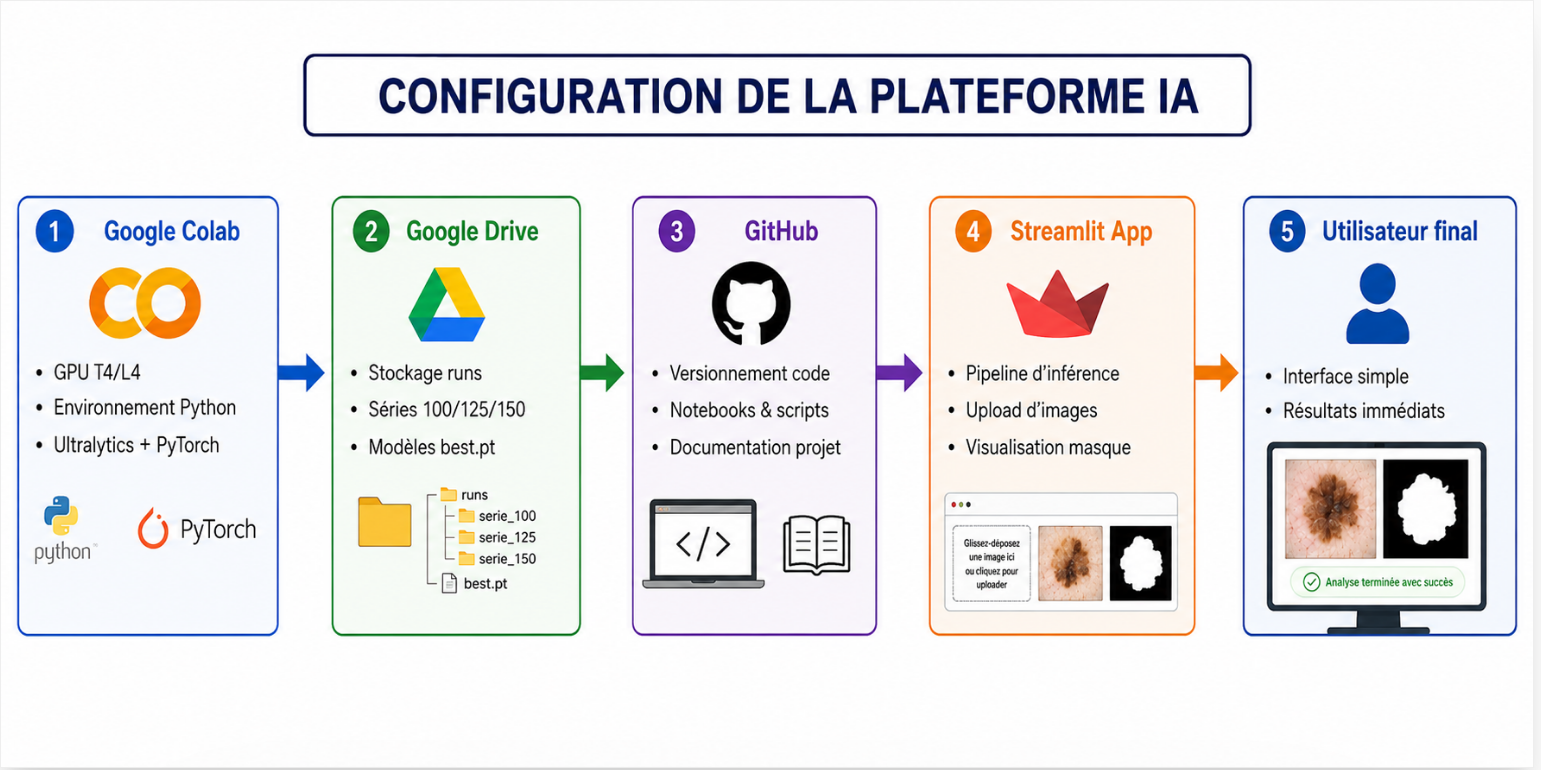 CONFIGURATION DE LA PLATEFORME IA
1 Google Colab
• GPU T4/L4
• Environnement Python
• Ultralytics + PyTorch
python™
PyTorch
2 Google Drive
• Stockage runs
• Séries 100/125/150
• Modèles best.pt
runs
serie_100
serie_125
serie_150
best.pt
3 GitHub
• Versionnement code
• Notebooks & scripts
• Documentation projet
</>
4 Streamlit App
• Pipeline d’inférence
• Upload d’images
• Visualisation masque
Glissez-déposez
une image ici
ou cliquez pour
uploader
5 Utilisateur final
• Interface simple
• Résultats immédiats
Analyse terminée avec succès